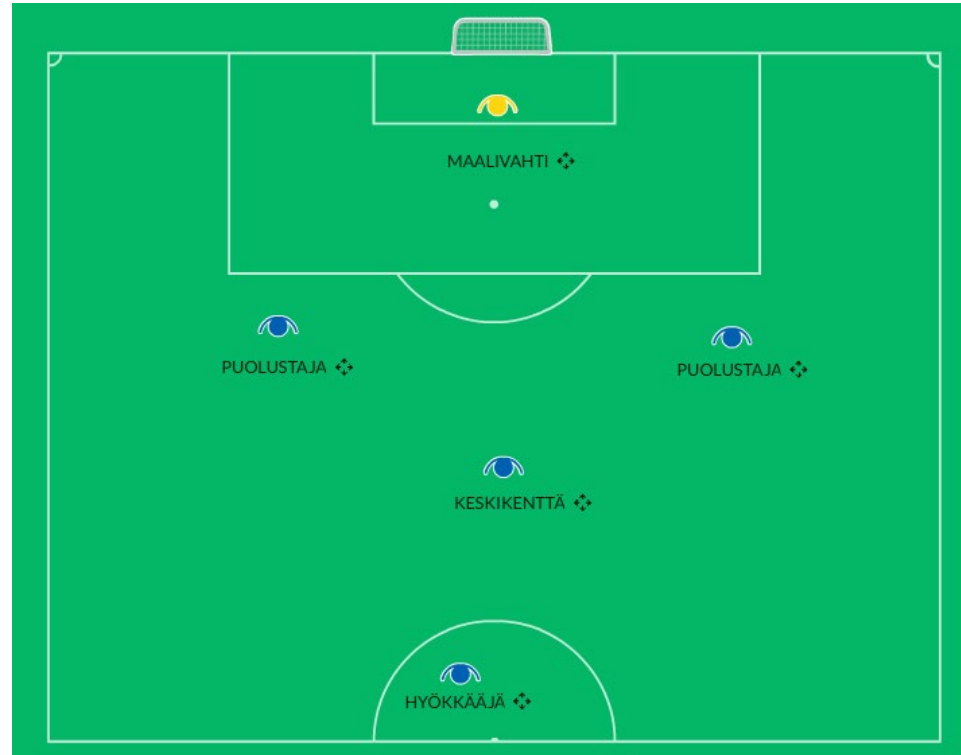 MAALIVAHTI
PUOLUSTAJA
PUOLUSTAJA
KESKIKENTTÄ
HYÖKKÄÄJÄ